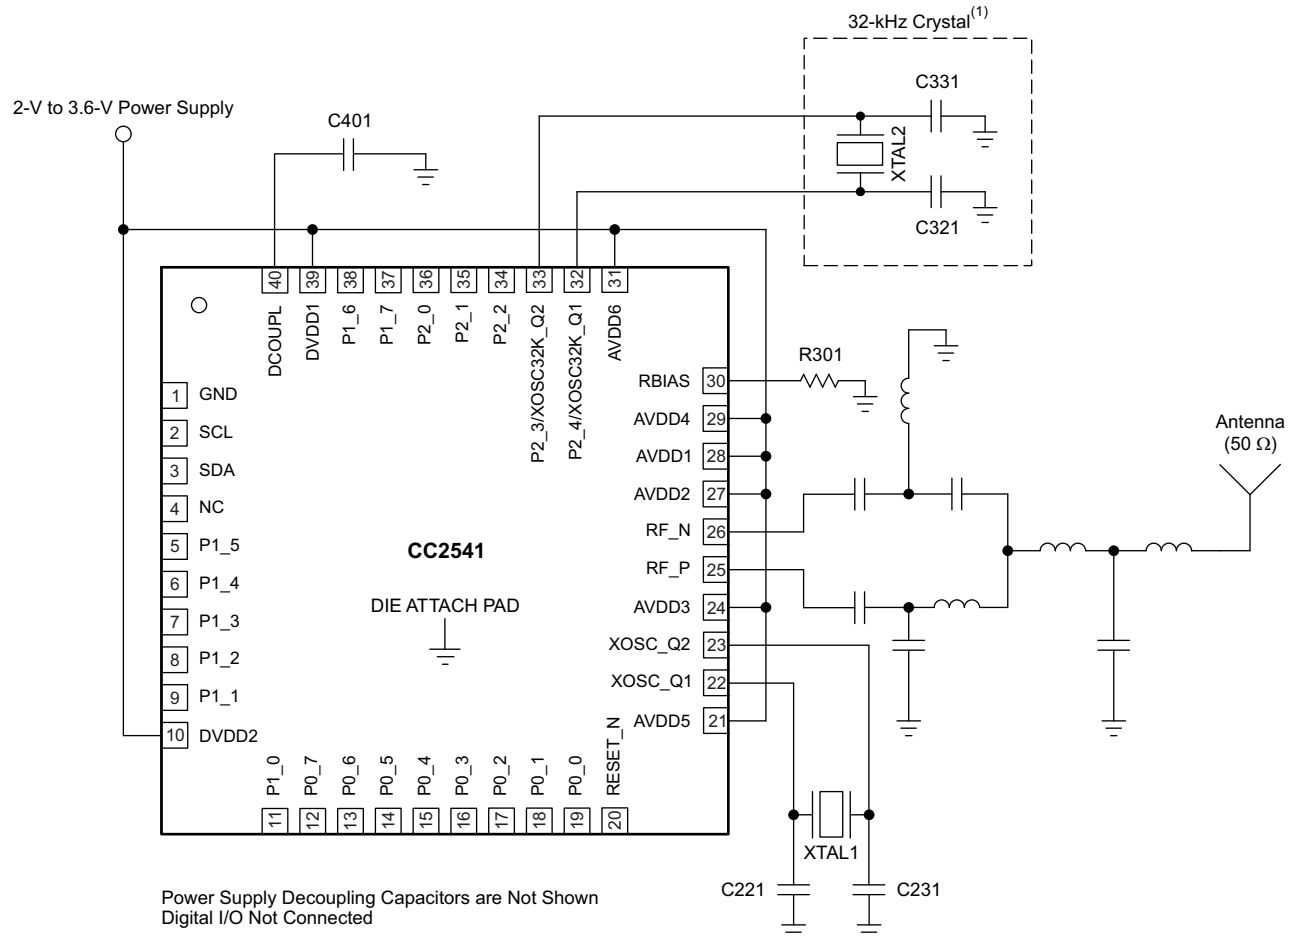 32-kHz Crystal(1)
2-V to 3.6-V Power Supply
C401
C331
XTAL2
C321
40
39
38
37
36
35
34
33
32
31
DCOUPL
DVDD1
P1_6
P1_7
P2_0
P2_1
P2_2
P2_3/XOSC32K_Q2
P2_4/XOSC32K_Q1
AVDD6
1 GND
2 SCL
3 SDA
4 NC
5 P1_5
6 P1_4
7 P1_3
8 P1_2
9 P1_1
10 DVDD2
RBIAS 30
R301
AVDD4 29
AVDD1 28
AVDD2 27
RF_N 26
RF_P 25
AVDD3 24
XOSC_Q2 23
XOSC_Q1 22
AVDD5 21
Antenna
(50 Ω)
CC2541
DIE ATTACH PAD
P1_0
P0_7
P0_6
P0_5
P0_4
P0_3
P0_2
P0_1
P0_0
RESET_N
11
12
13
14
15
16
17
18
19
20
XTAL1
C221
C231
Power Supply Decoupling Capacitors are Not Shown
Digital I/O Not Connected